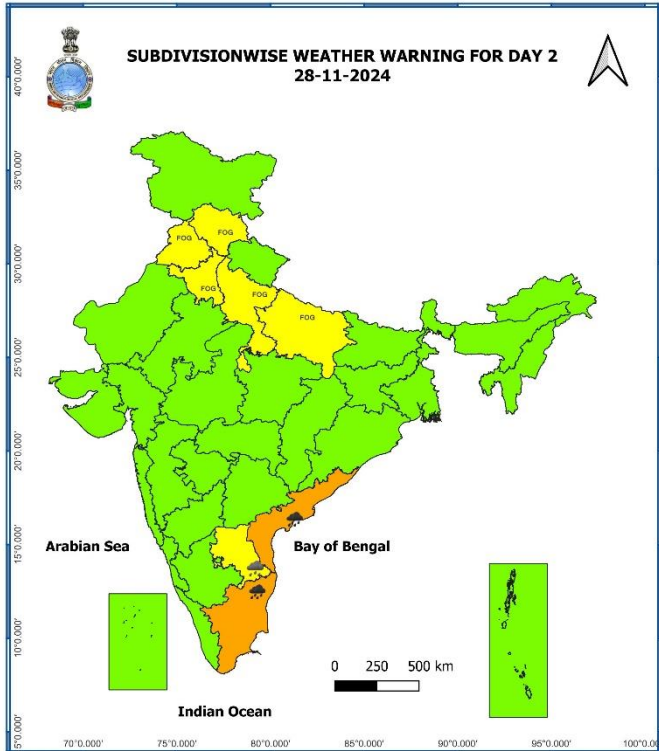 SUBDIVISIONWISE WEATHER WARNING FOR DAY 2
28-11-2024
40°0.000'
35°0.000'
30°0.000'
25°0.000'
20°0.000'
15°0.000'
10°0.000'
5°0.000'
FOG
FOG
FOG
FOG
FOG
Arabian Sea
Bay of Bengal
0 250 500 km
Indian Ocean
70°0.000' 75°0.000' 80°0.000' 85°0.000' 90°0.000' 95°0.000' 100°0.00